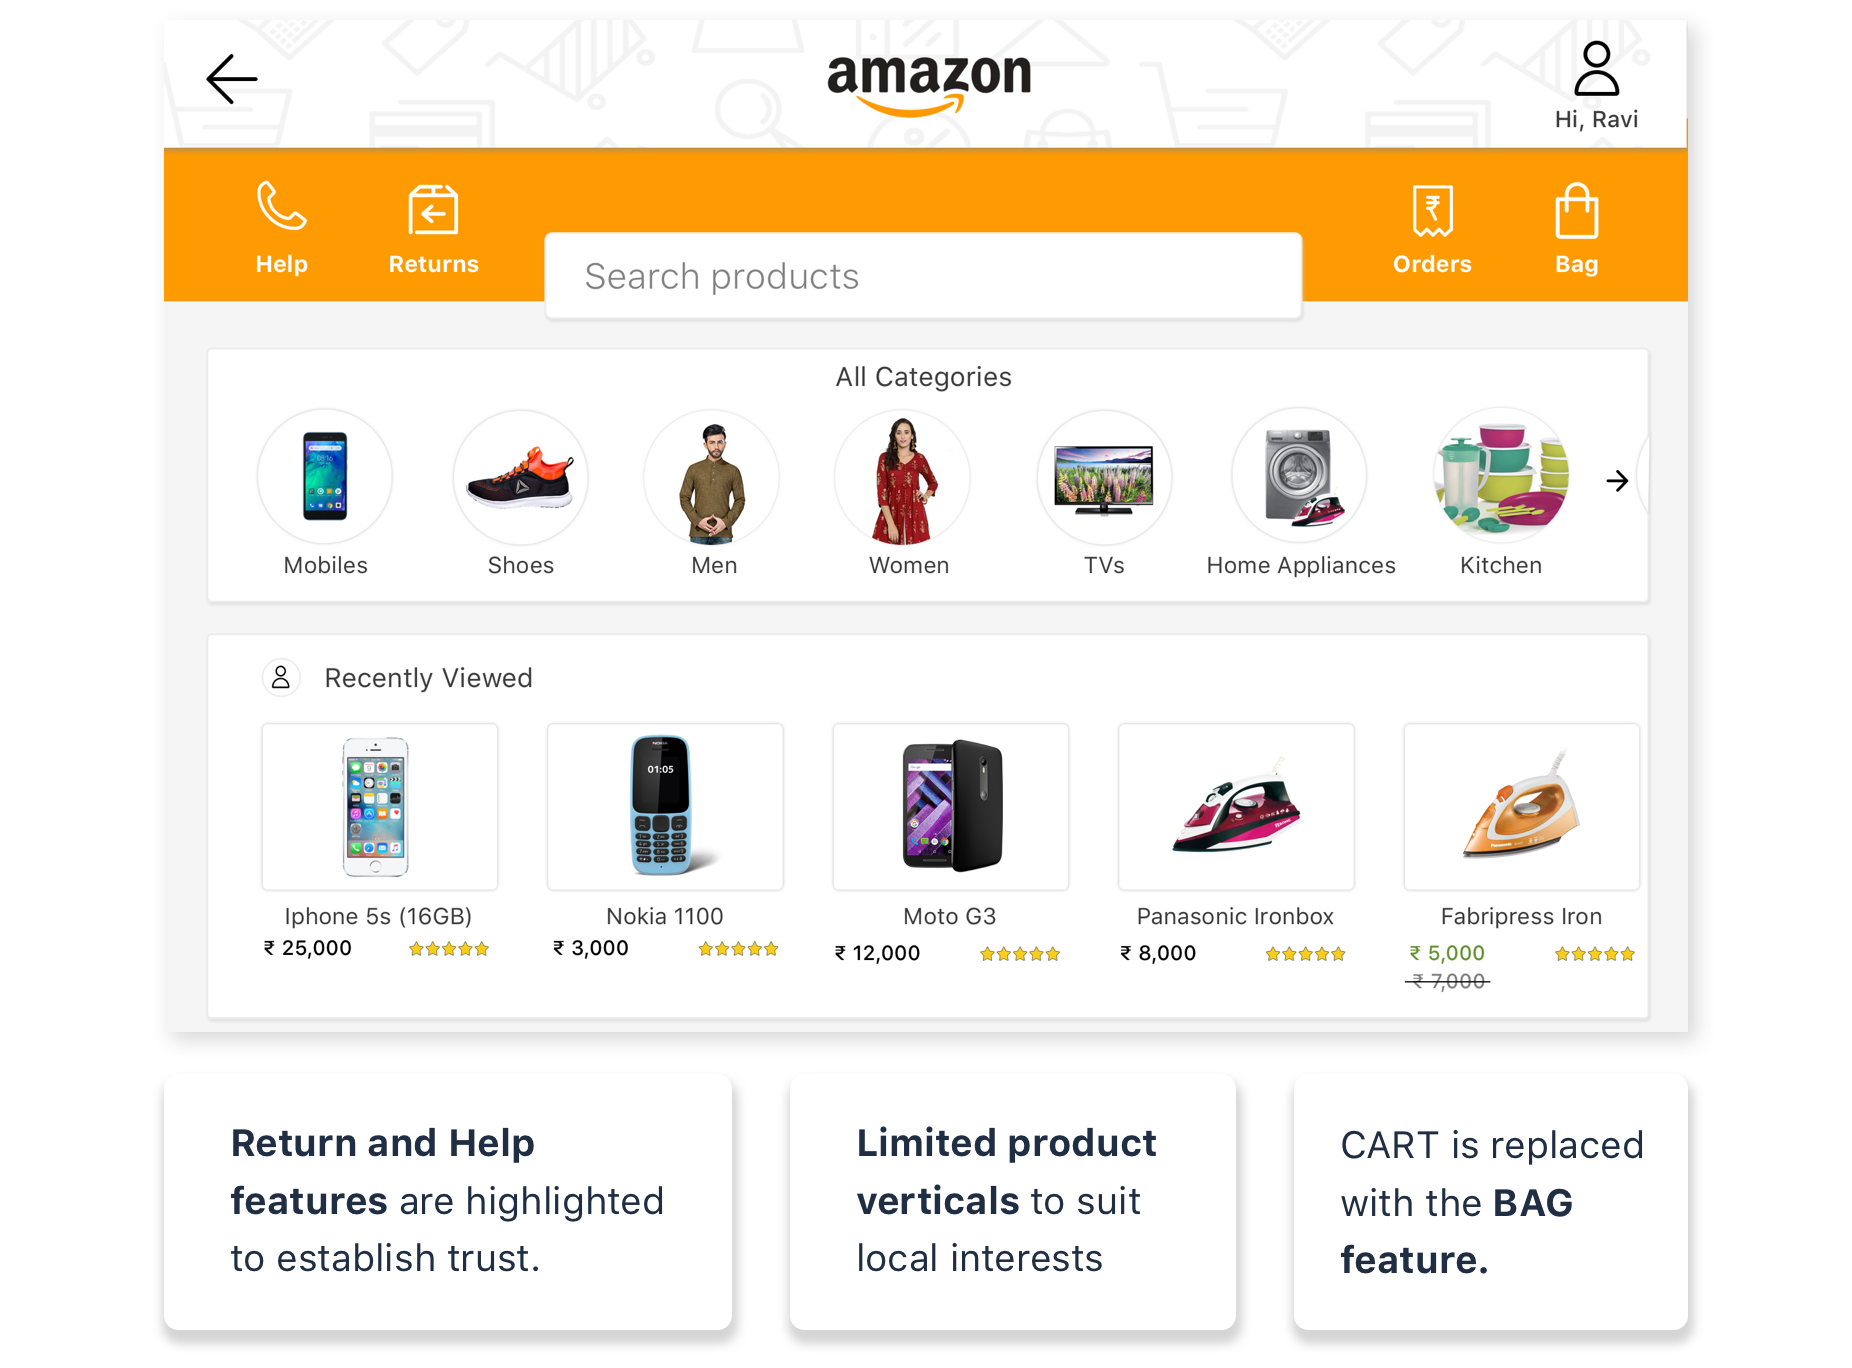 amazon
Hi, Ravi
Help
Returns
Search products
Orders
Bag
All Categories
Mobiles
Shoes
Men
Women
TVs
Home Appliances
Kitchen
Recently Viewed
NOKIA
01:05
Iphone 5s (16GB)
Nokia 1100
Moto G3
Panasonic Ironbox
Fabripress Iron
₹ 25,000
₹ 3,000
₹ 12,000
₹ 8,000
₹ 5,000
₹ 7,000
Return and Help
features are highlighted
to establish trust.
Limited product
verticals to suit
local interests
CART is replaced
with the BAG
feature.